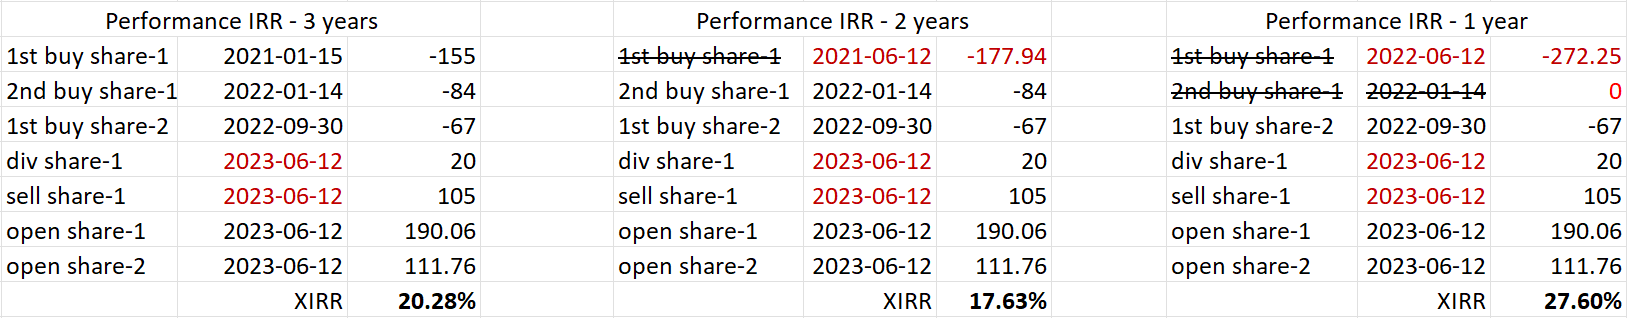 Performance IRR - 3 years Performance IRR - 2 years Performance IRR - 1 year
1st buy share-1 2021-01-15 -155 1st buy share-1 2021-06-12 -177.94 1st buy share-1 2022-06-12 -272.25
2nd buy share-1 2022-01-14 -84 2nd buy share-1 2022-01-14 -84 2nd buy share-1 2022-01-14 0
1st buy share-2 2022-09-30 -67 1st buy share-2 2022-09-30 -67 1st buy share-2 2022-09-30 -67
div share-1 2023-06-12 20 div share-1 2023-06-12 20 div share-1 2023-06-12 20
sell share-1 2023-06-12 105 sell share-1 2023-06-12 105 sell share-1 2023-06-12 105
open share-1 2023-06-12 190.06 open share-1 2023-06-12 190.06 open share-1 2023-06-12 190.06
open share-2 2023-06-12 111.76 open share-2 2023-06-12 111.76 open share-2 2023-06-12 111.76
XIRR 20.28% XIRR 17.63% XIRR 27.60%